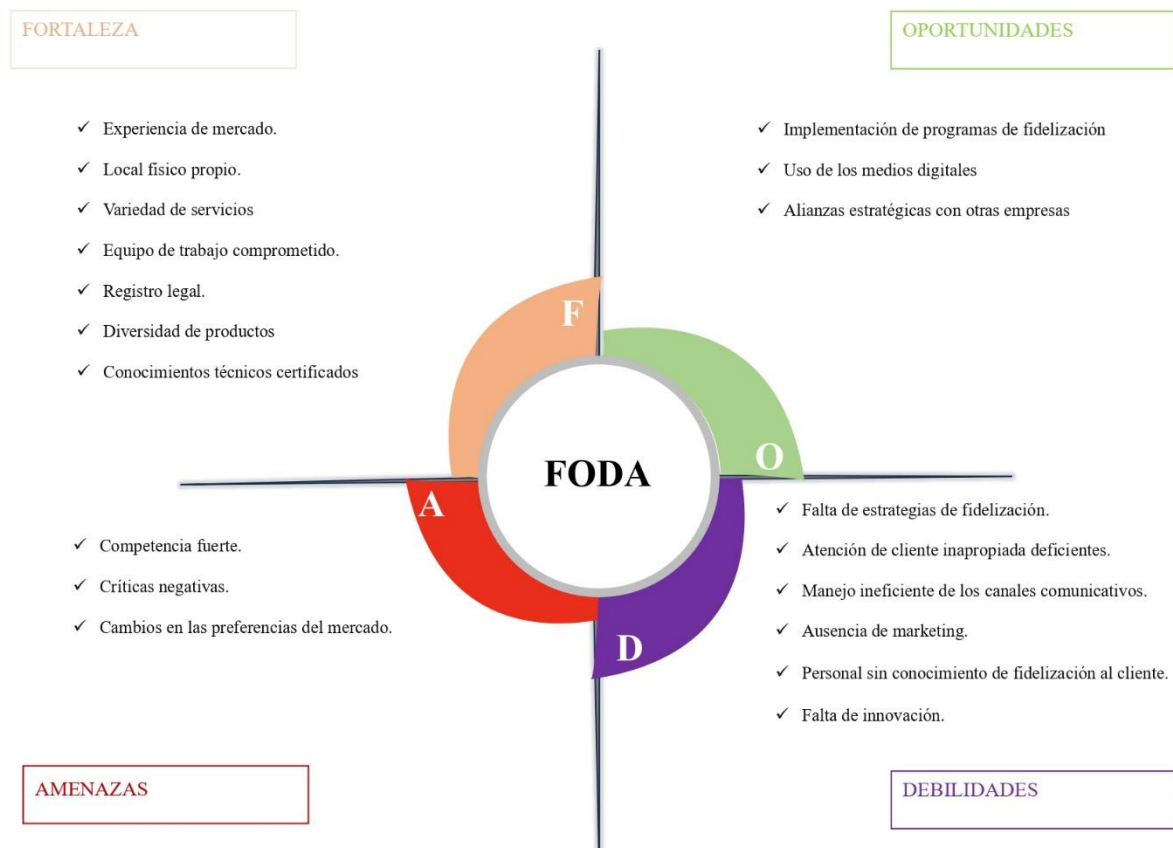 FORTALEZA
Experiencia de mercado.
Local físico propio.
Variedad de servicios
Equipo de trabajo comprometido.
Registro legal.
Diversidad de productos
Conocimientos técnicos certificados
OPORTUNIDADES
Implementación de programas de fidelización
Uso de los medios digitales
Alianzas estratégicas con otras empresas
F
O
FODA
A
D
Competencia fuerte.
Críticas negativas.
Cambios en las preferencias del mercado.
AMENAZAS
Falta de estrategias de fidelización.
Atención de cliente inapropiada deficientes.
Manejo ineficiente de los canales comunicativos.
Ausencia de marketing.
Personal sin conocimiento de fidelización al cliente.
Falta de innovación.
DEBILIDADES